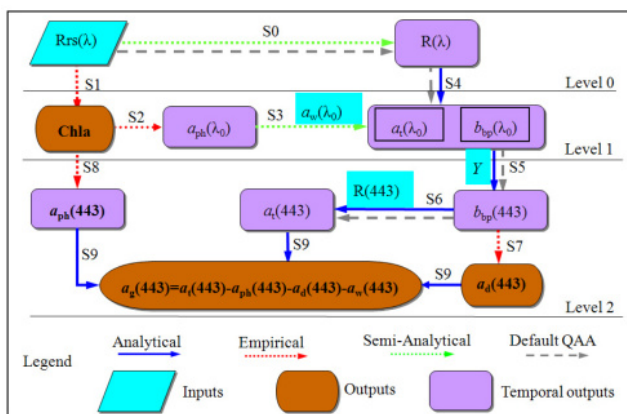 Rrs(λ)
S0
R(λ)
S1
S4
Level 0
Chla
S2
aph(λ0)
S3
aw(λ0)
at(λ0)
bbp(λ0)
Level 1
S8
Y
S5
aph(443)
at(443)
R(443)
S6
bbp(443)
S9
S9
S7
ag(443)=at(443)-aph(443)-ad(443)-aw(443)
S9
ad(443)
Level 2
Legend
Analytical
Empirical
Semi-Analytical
Default QAA
Inputs
Outputs
Temporal outputs